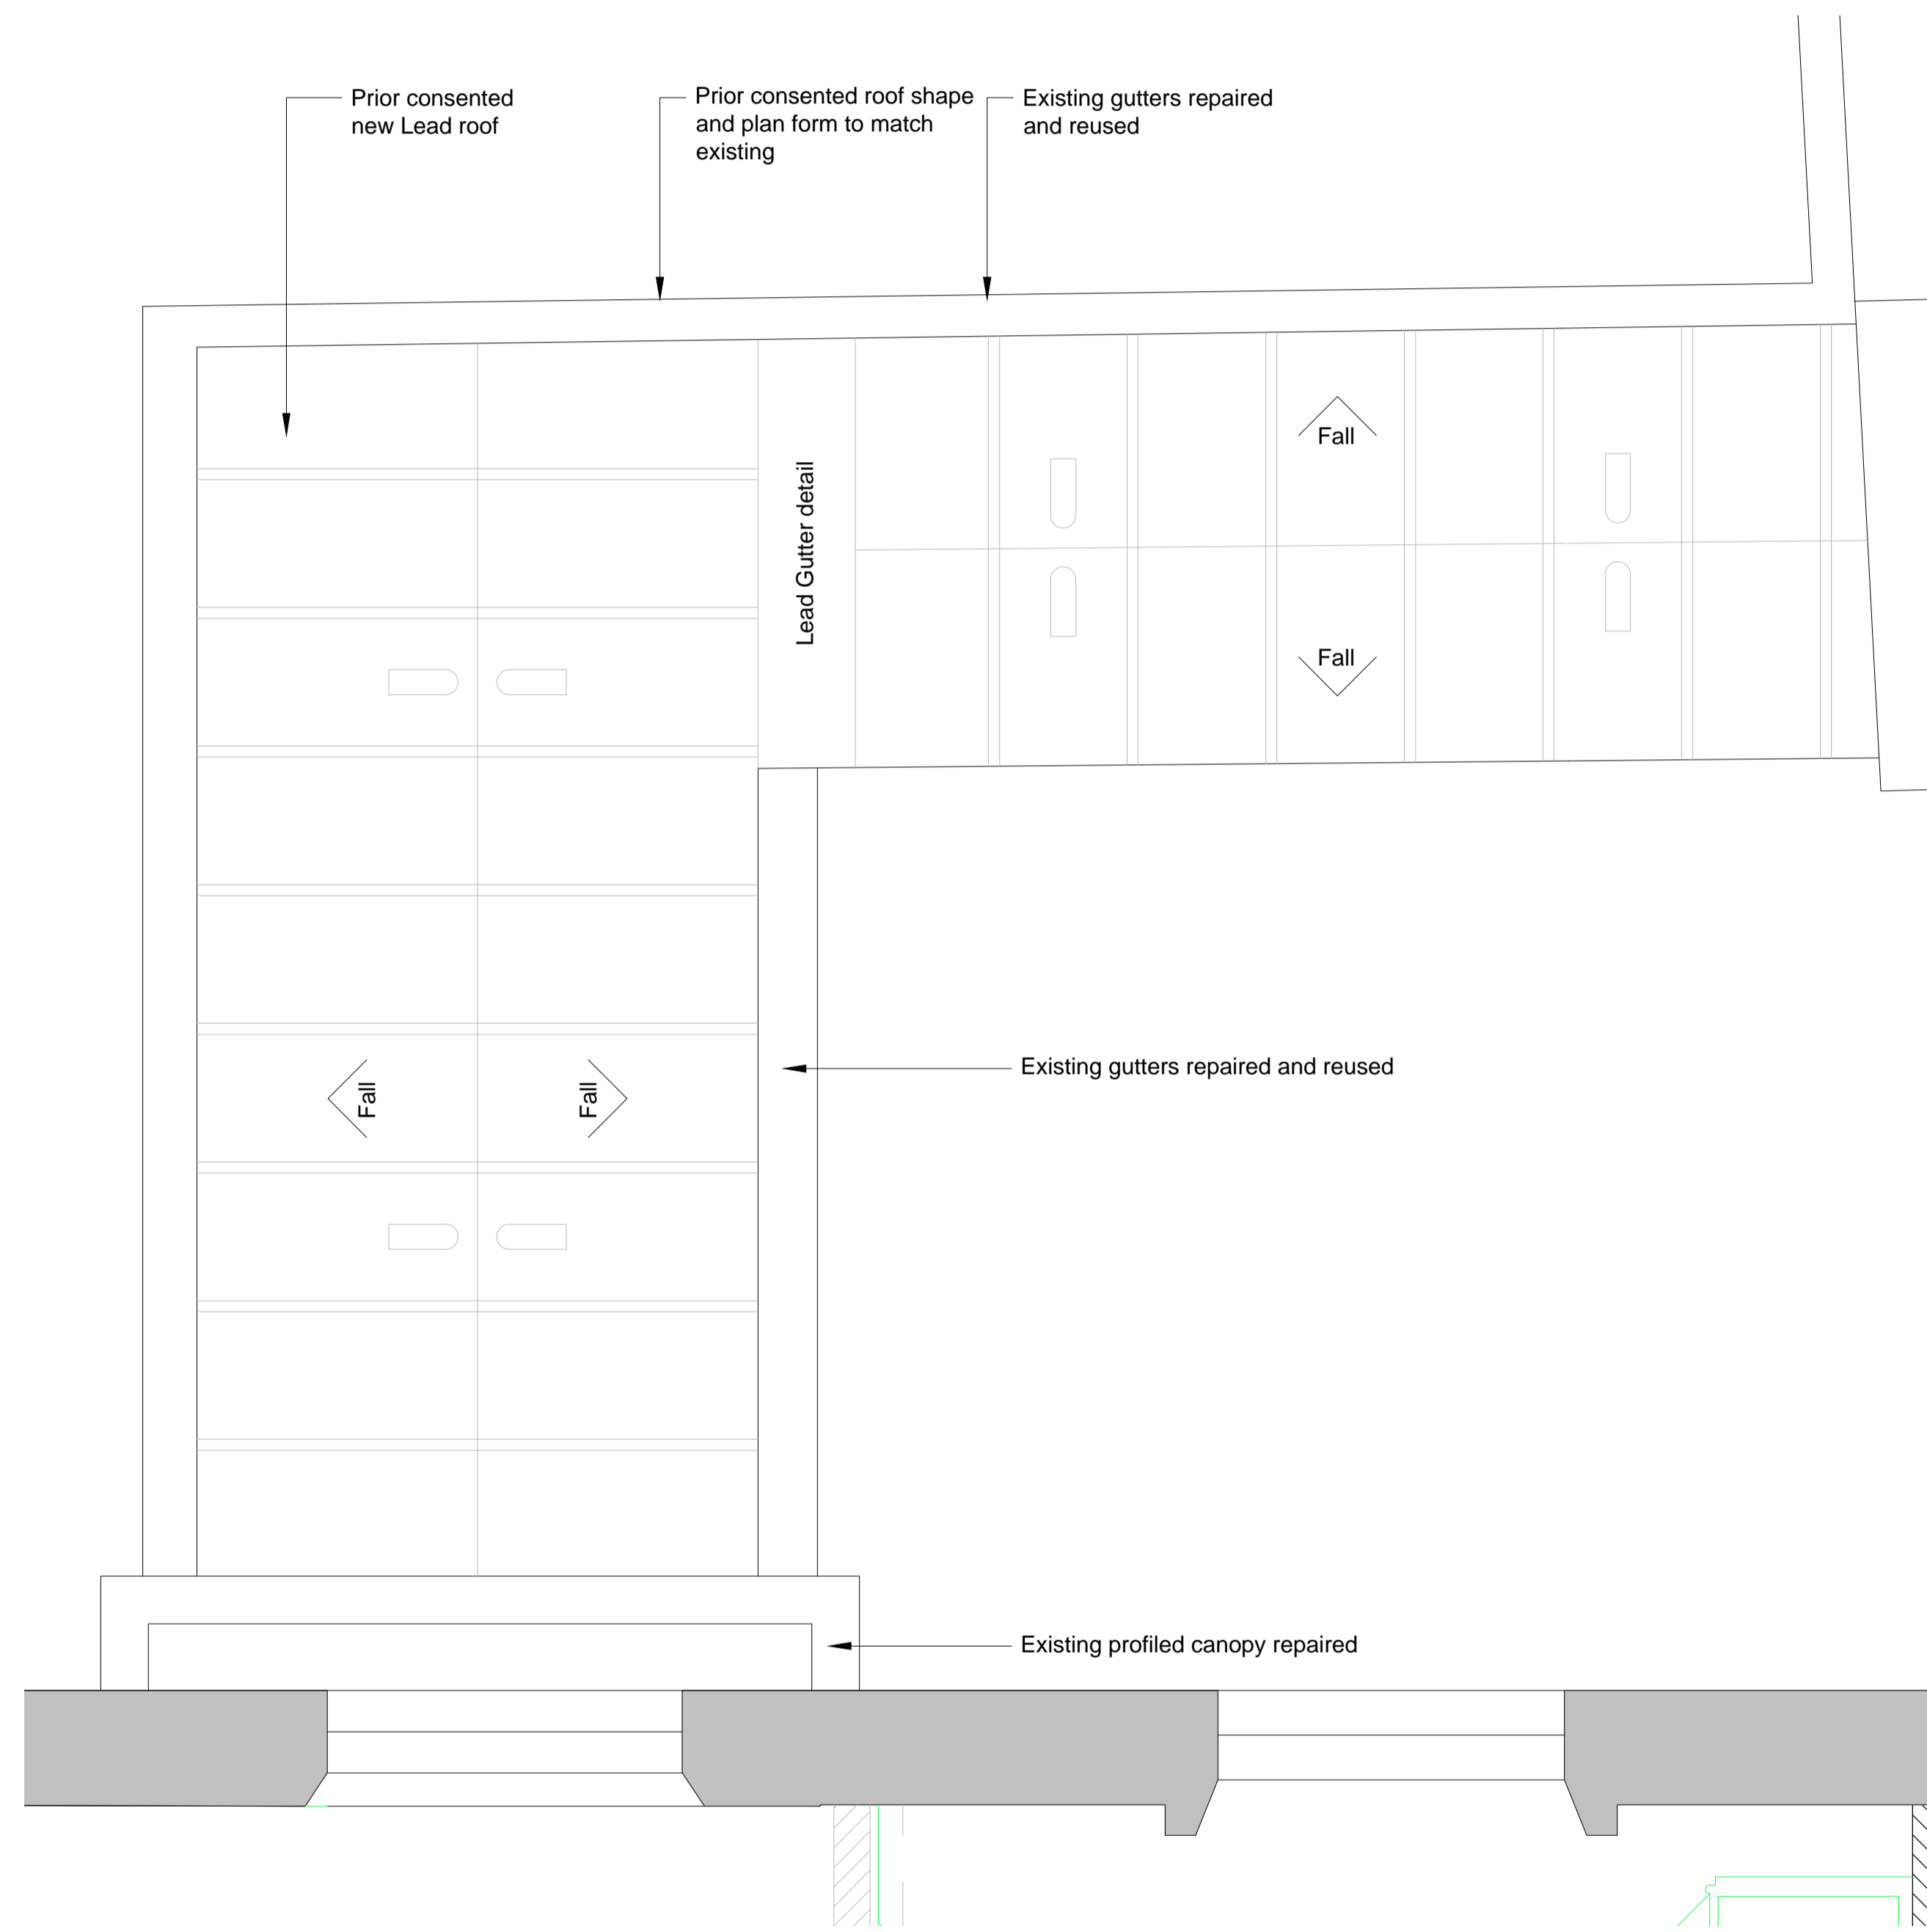 Prior consented
new Lead roof
Prior consented roof shape
and plan form to match
existing
Existing gutters repaired
and reused
Fall
Lead Gutter detail
Fall
Existing gutters repaired and reused
Fall
Fall
Existing profiled canopy repaired